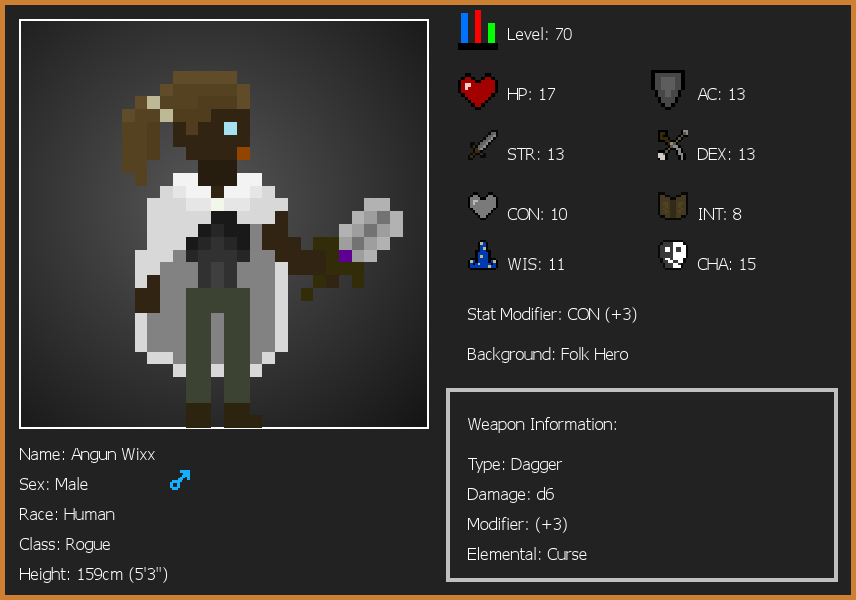 Level: 70
HP: 17
AC: 13
STR: 13
DEX: 13
CON: 10
INT: 8
WIS: 11
CHA: 15
Stat Modifier: CON (+3)
Background: Folk Hero
Weapon Information:
Type: Dagger
Damage: d6
Modifier: (+3)
Elemental: Curse
Name: Angun Wixx
Sex: Male
Race: Human
Class: Rogue
Height: 159cm (5'3")